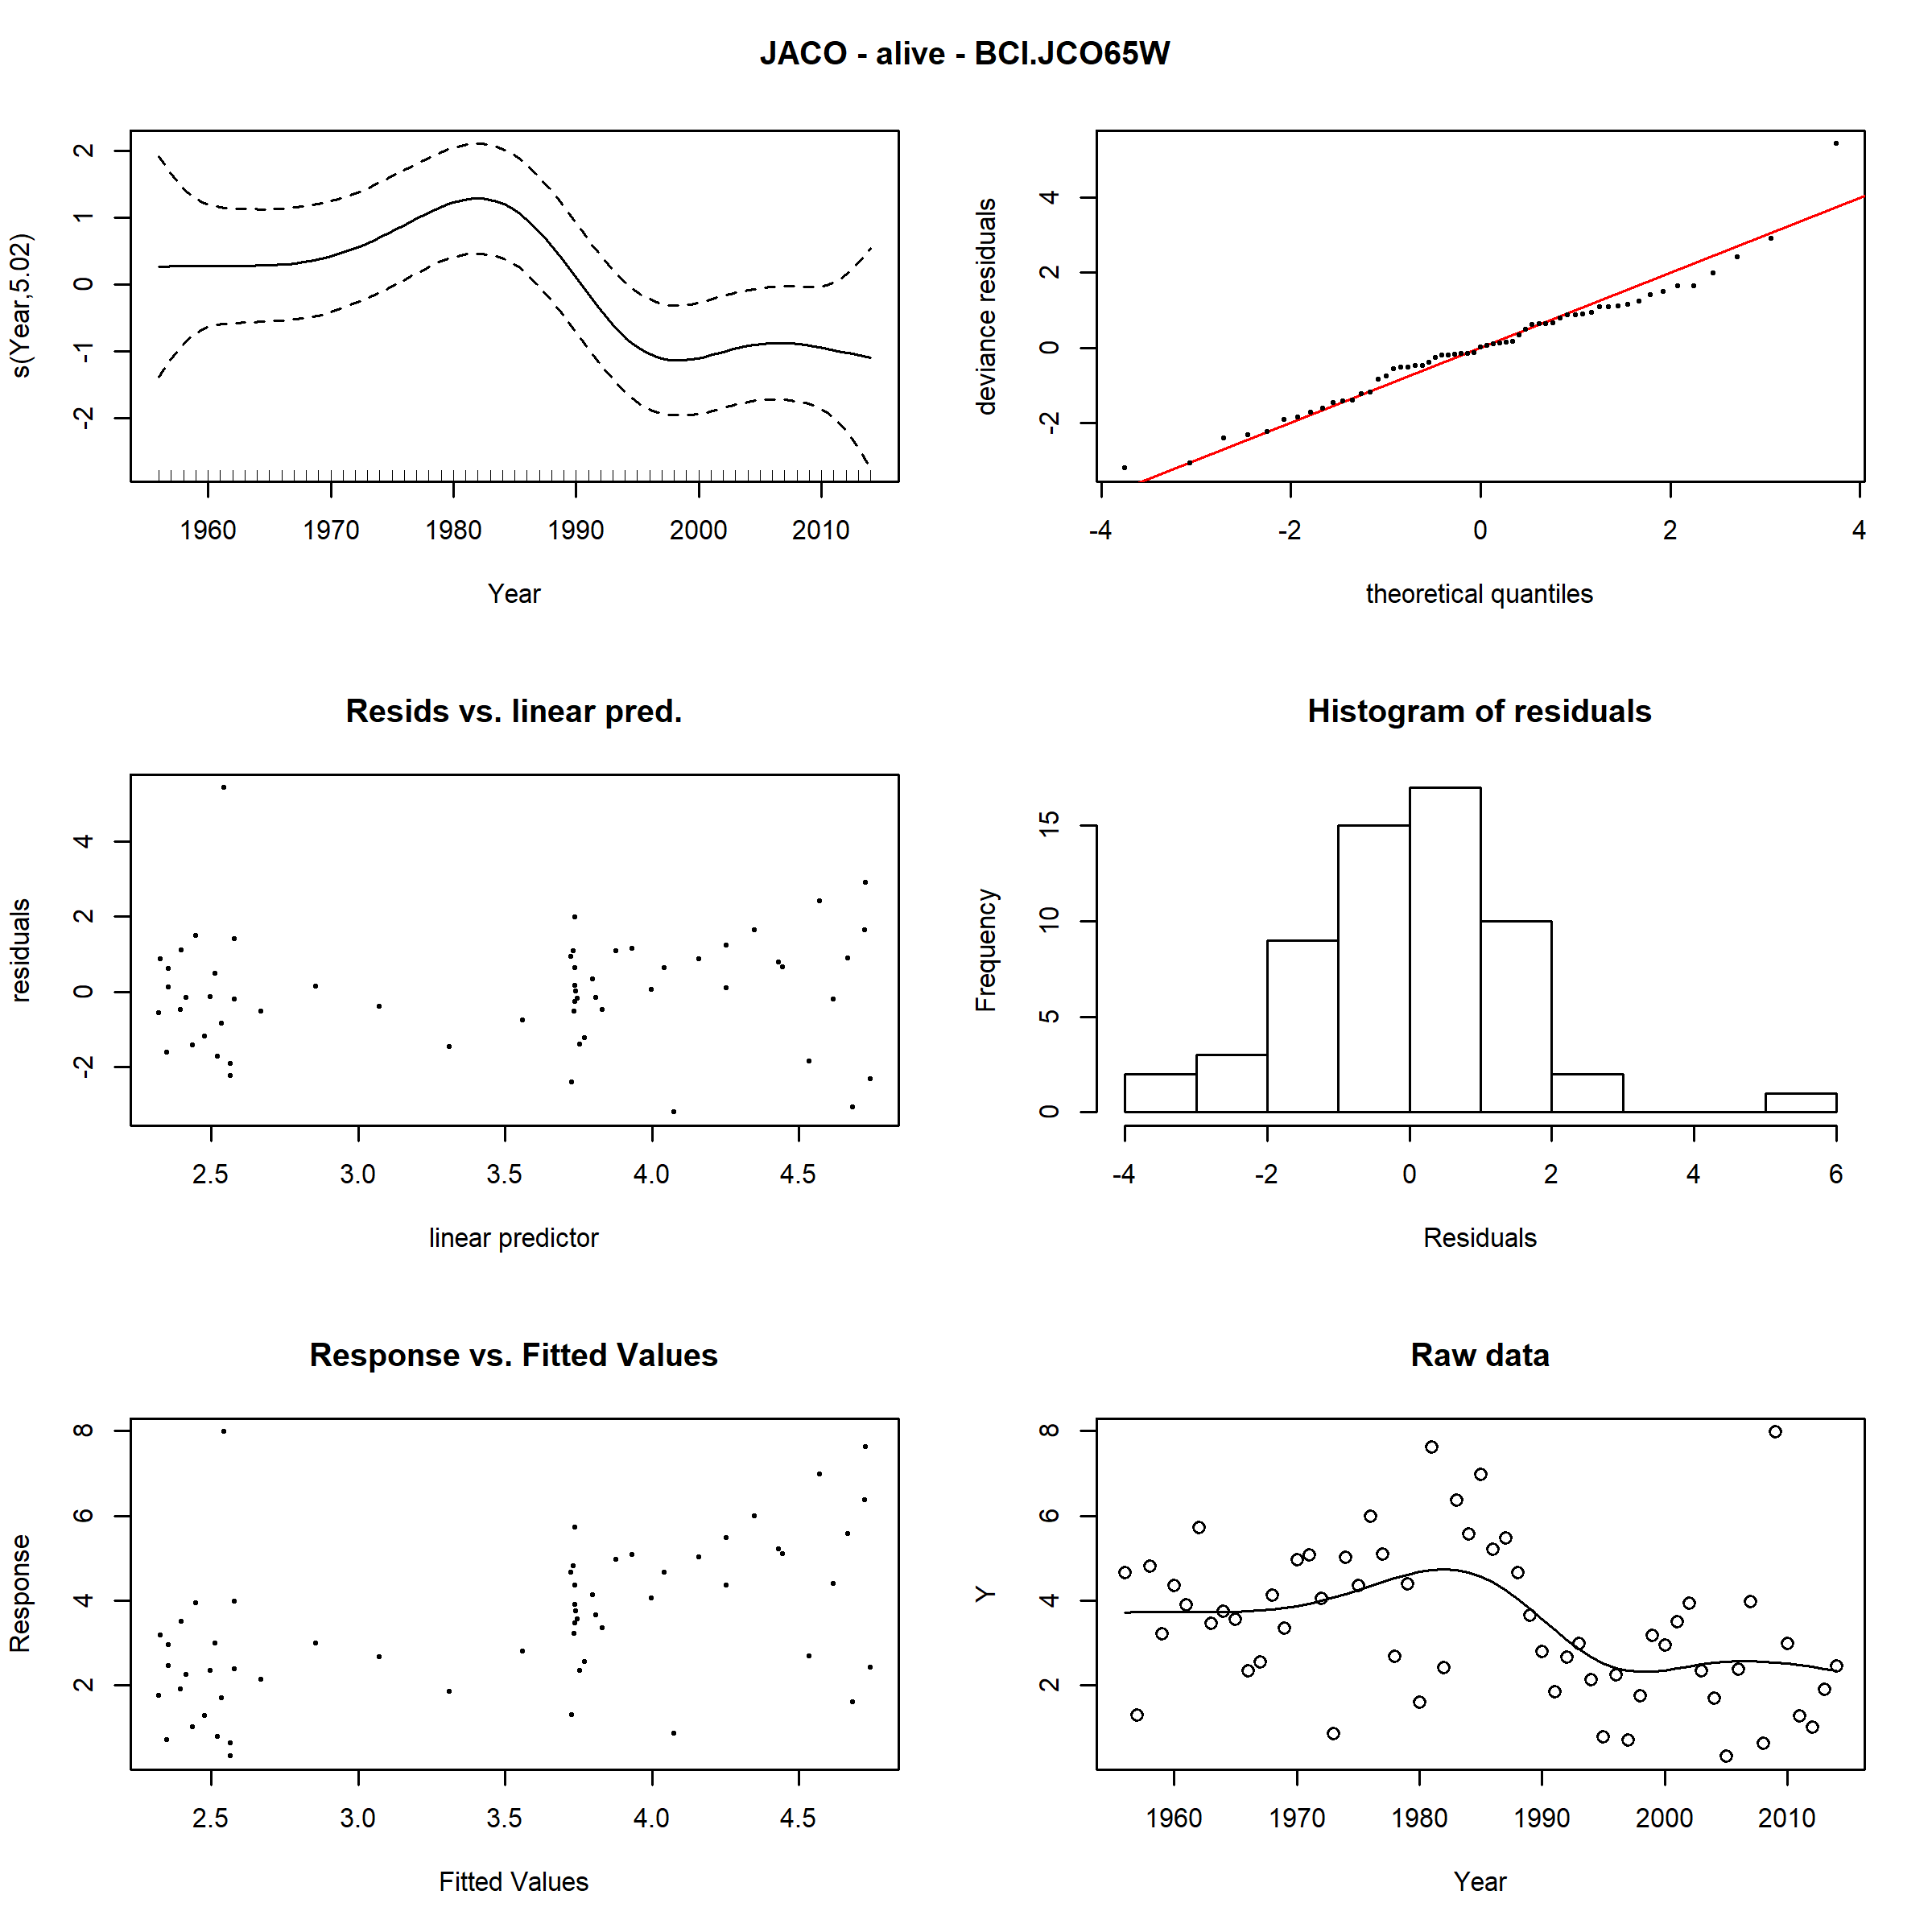 JACO - alive - BCI.JCO65W
s(Year,5.02)
2
1
0
-1
-2
1960 1970 1980 1990 2000 2010
Year
deviance residuals
4
2
0
-2
-4 -2 0 2 4
theoretical quantiles
Resids vs. linear pred.
residuals
4
2
0
-2
2.5 3.0 3.5 4.0 4.5
linear predictor
Histogram of residuals
Frequency
15
10
5
0
-4 -2 0 2 4 6
Residuals
Response vs. Fitted Values
Response
8
6
4
2
2.5 3.0 3.5 4.0 4.5
Fitted Values
Raw data
Y
8
6
4
2
1960 1970 1980 1990 2000 2010
Year